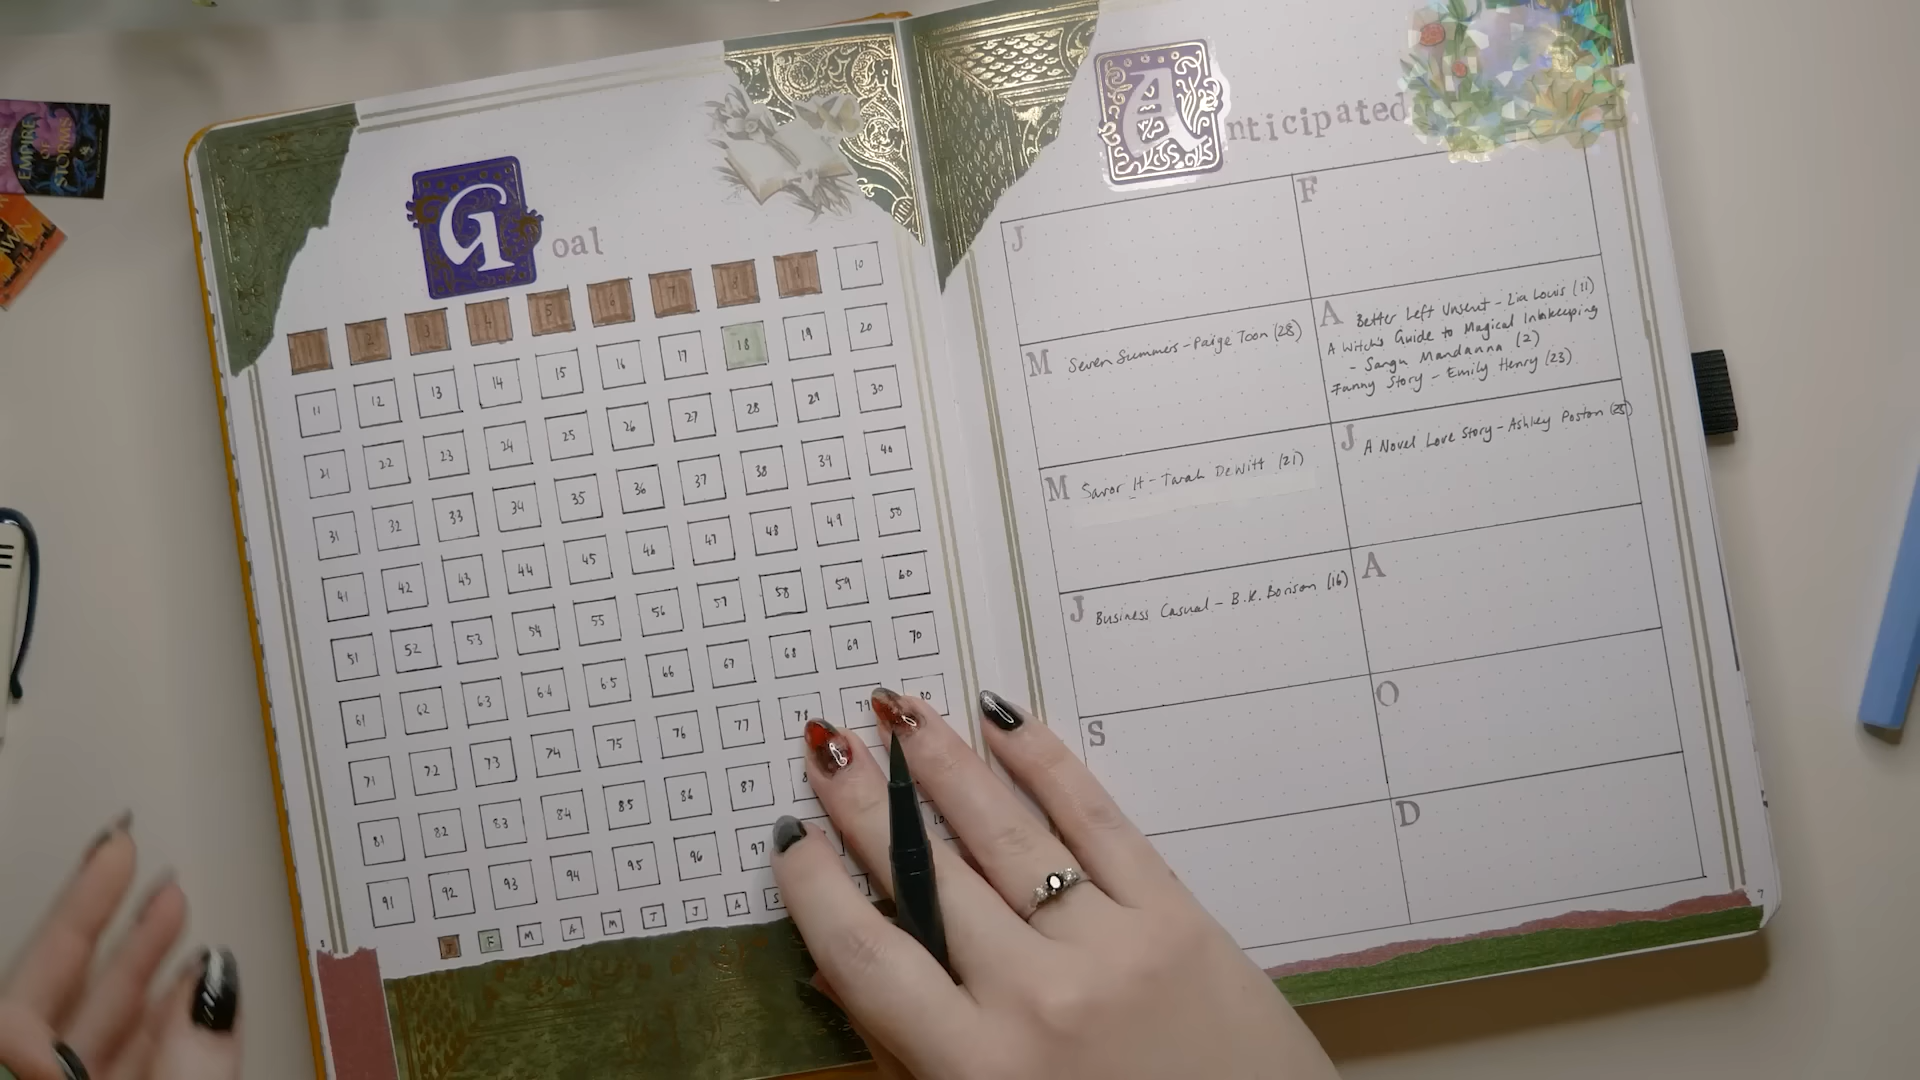 EMPIRE
OF
STORMS
Goal
1 2 3 4 5 6 7 8 9 10
11 12 13 14 15 16 17 18 19 20
21 22 23 24 25 26 27 28 29 30
31 32 33 34 35 36 37 38 39 40
41 42 43 44 45 46 47 48 49 50
51 52 53 54 55 56 57 58 59 60
61 62 63 64 65 66 67 68 69 70
71 72 73 74 75 76 77 78 79 80
81 82 83 84 85 86 87
91 92 93 94 95 96 97
J F M A M J J A S
Anticipated
J
F
M Seven Summers - Paige Toon (28)
A Better Left Unsent - Lia Louis (11)
A Witch's Guide to Magical Innkeeping
- Sangu Mandanna (2)
Funny Story - Emily Henry (23)
M Savor It - Tarah DeWitt (21)
J A Novel Love Story - Ashley Poston (25)
J Business Casual - B.K. Borison (16)
A
S
O
D
7